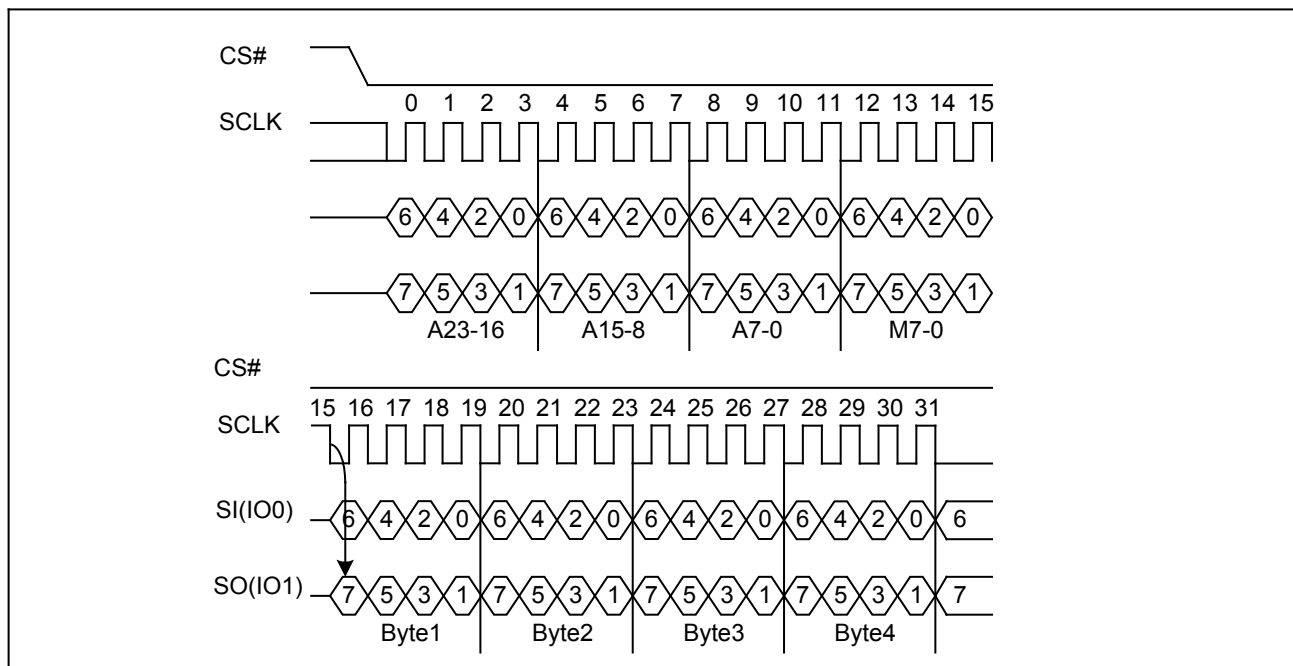 CS#
0 1 2 3 4 5 6 7 8 9 10 11 12 13 14 15
SCLK
6 4 2 0 6 4 2 0 6 4 2 0 6 4 2 0
7 5 3 1 7 5 3 1 7 5 3 1 7 5 3 1
A23-16 A15-8 A7-0 M7-0
CS#
15 16 17 18 19 20 21 22 23 24 25 26 27 28 29 30 31
SCLK
SI(IO0) 6 4 2 0 6 4 2 0 6 4 2 0 6 4 2 0 6
SO(IO1) 7 5 3 1 7 5 3 1 7 5 3 1 7 5 3 1 7
Byte1 Byte2 Byte3 Byte4